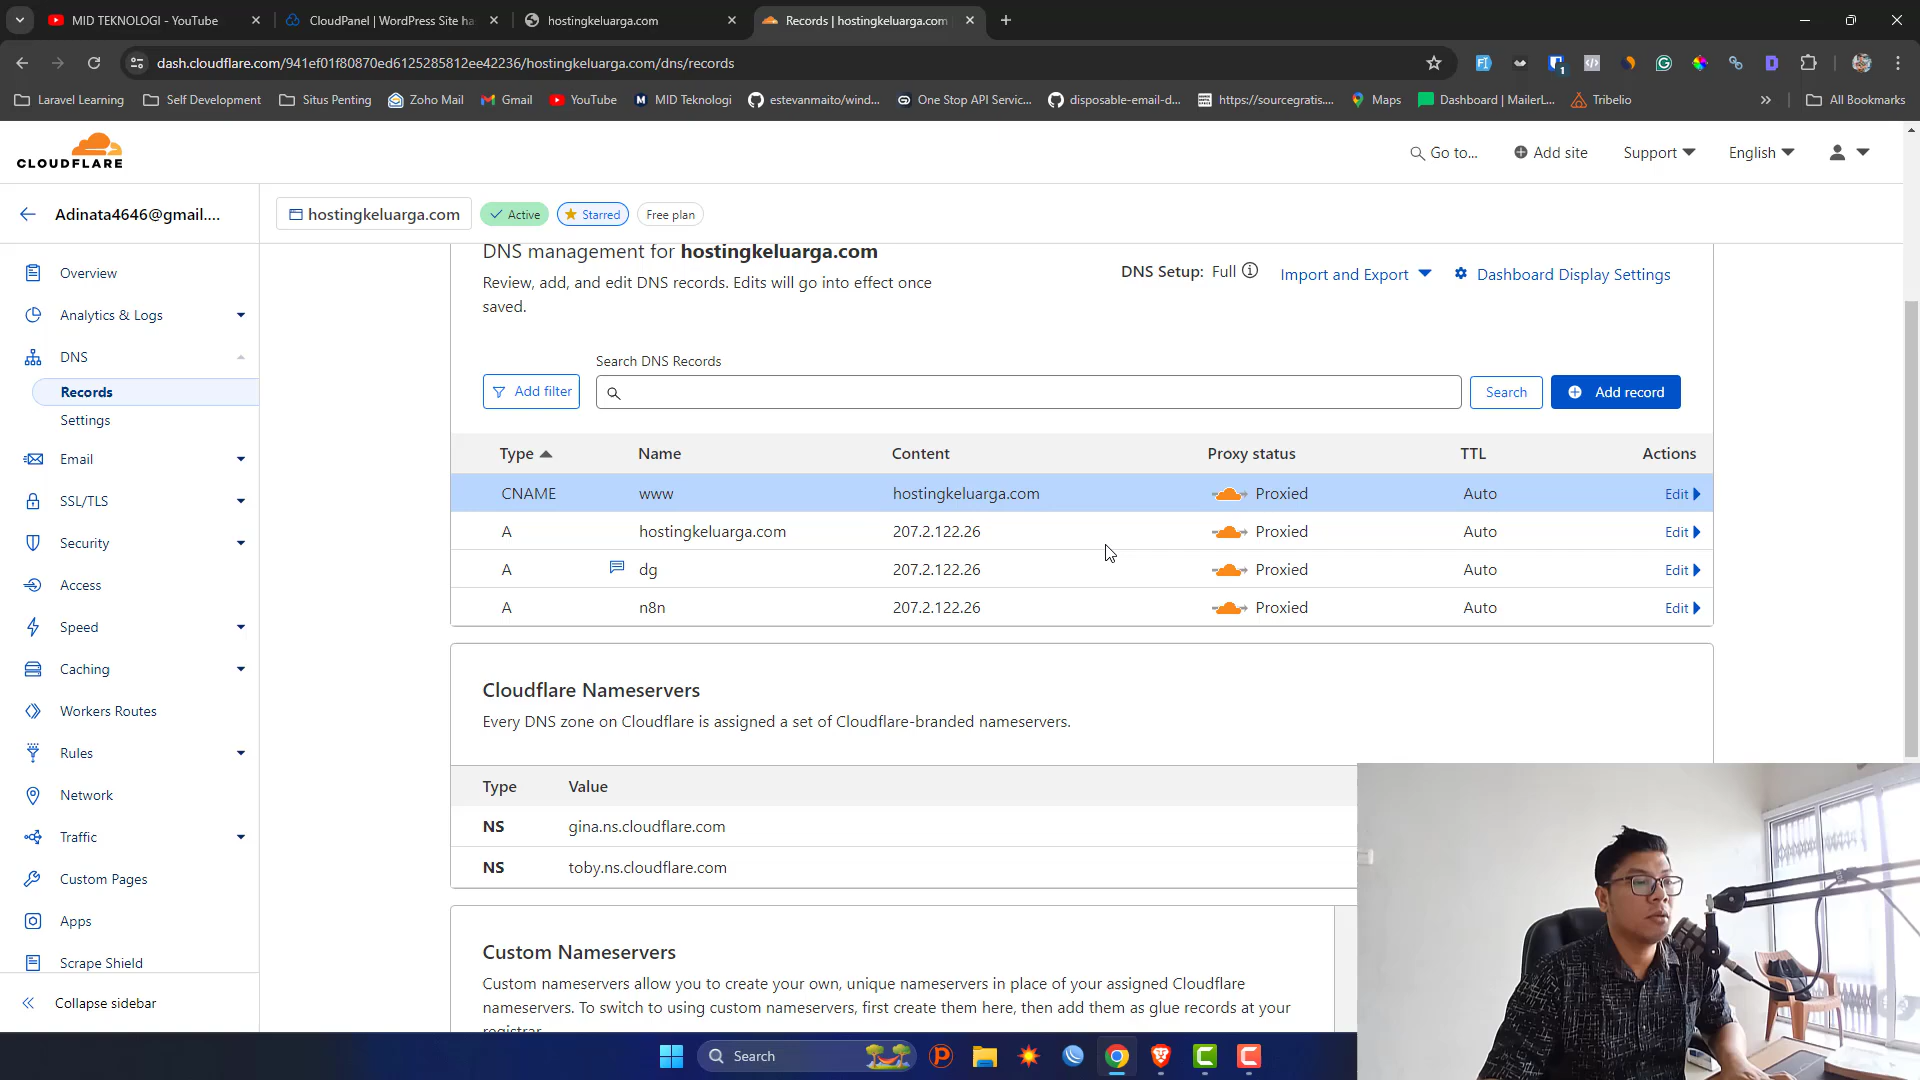 MID TEKNOLOGI - YouTube
CloudPanel | WordPress Site ha
hostingkeluarga.com
Records | hostingkeluarga.com
dash.cloudflare.com/941ef01f80870ed6125285812ee42236/hostingkeluarga.com/dns/records
Laravel Learning
Self Development
Situs Penting
Zoho Mail
Gmail
YouTube
MID Teknologi
estevanmaito/wind...
One Stop API Servic...
disposable-email-d...
https://sourcegratis....
Maps
Dashboard | MailerL...
Tribelio
All Bookmarks
CLOUDFLARE
Go to...
Add site
Support
English
Adinata4646@gmail....
hostingkeluarga.com
Active
Starred
Free plan
Overview
Analytics & Logs
DNS
Records
Settings
Email
SSL/TLS
Security
Access
Speed
Caching
Workers Routes
Rules
Network
Traffic
Custom Pages
Apps
Scrape Shield
Collapse sidebar
DNS management for hostingkeluarga.com
Review, add, and edit DNS records. Edits will go into effect once
saved.
DNS Setup: Full
Import and Export
Dashboard Display Settings
Search DNS Records
Add filter
Search
Add record
Type Name Content Proxy status TTL Actions
CNAME www hostingkeluarga.com Proxied Auto Edit
A hostingkeluarga.com 207.2.122.26 Proxied Auto Edit
A dg 207.2.122.26 Proxied Auto Edit
A n8n 207.2.122.26 Proxied Auto Edit
Cloudflare Nameservers
Every DNS zone on Cloudflare is assigned a set of Cloudflare-branded nameservers.
Type Value
NS gina.ns.cloudflare.com
NS toby.ns.cloudflare.com
Custom Nameservers
Custom nameservers allow you to create your own, unique nameservers in place of your assigned Cloudflare
nameservers. To switch to using custom nameservers, first create them here, then add them as glue records at your
registrar.
Search